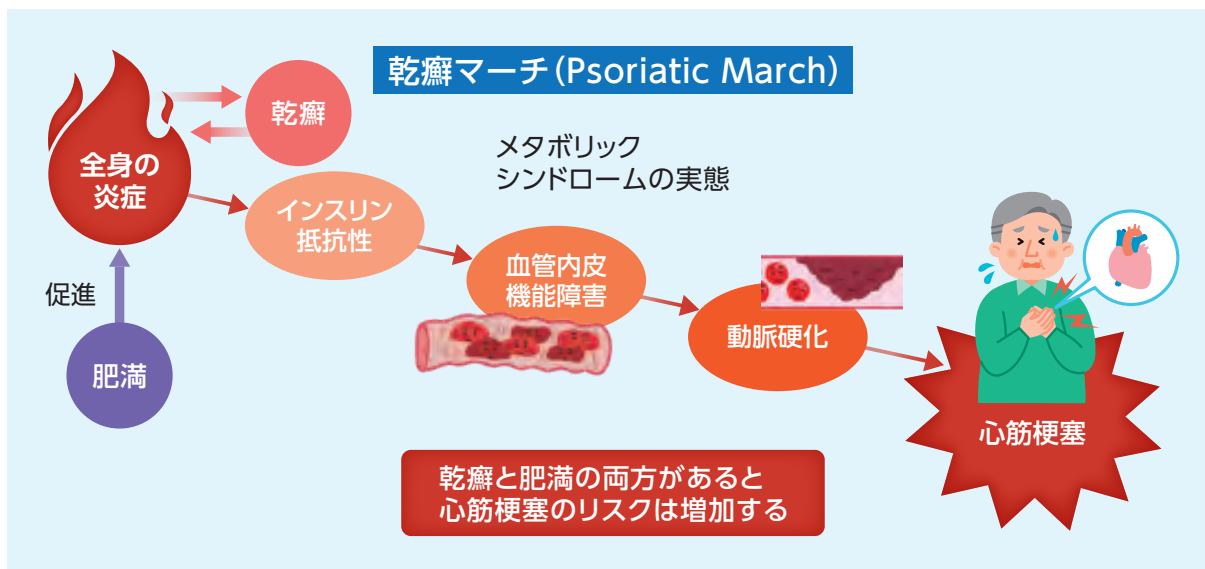 乾癬マーチ(Psoriatic March)
乾癬
全身の
炎症
メタボリック
シンドロームの実態
インスリン
抵抗性
血管内皮
機能障害
促進
動脈硬化
肥満
心筋梗塞
乾癬と肥満の両方があると
心筋梗塞のリスクは増加する